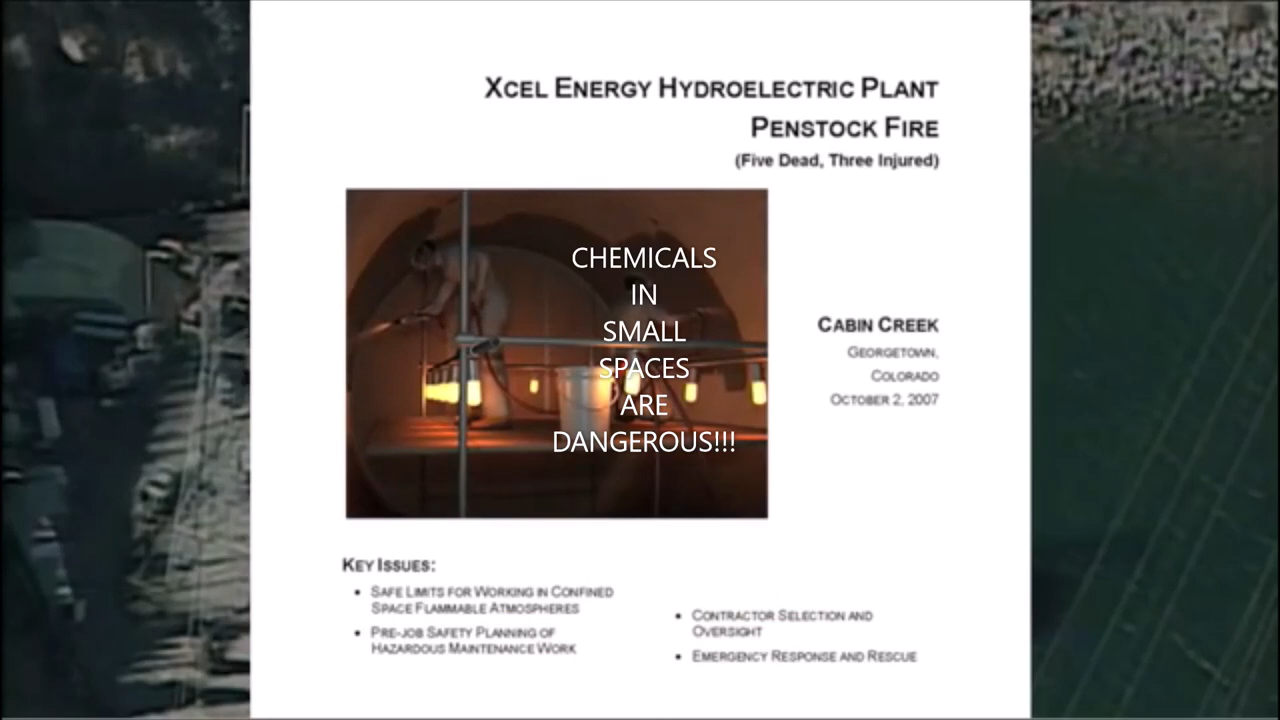 XCEL ENERGY HYDROELECTRIC PLANT
PENSTOCK FIRE
(Five Dead, Three Injured)
CHEMICALS
IN
SMALL
SPACES
ARE
DANGEROUS!!!
CABIN CREEK
GEORGETOWN,
COLORADO
OCTOBER 2, 2007
KEY ISSUES:
• SAFE LIMITS FOR WORKING IN CONFINED
SPACE FLAMMABLE ATMOSPHERES
• PRE-JOB SAFETY PLANNING OF
HAZARDOUS MAINTENANCE WORK
• CONTRACTOR SELECTION AND
OVERSIGHT
• EMERGENCY RESPONSE AND RESCUE